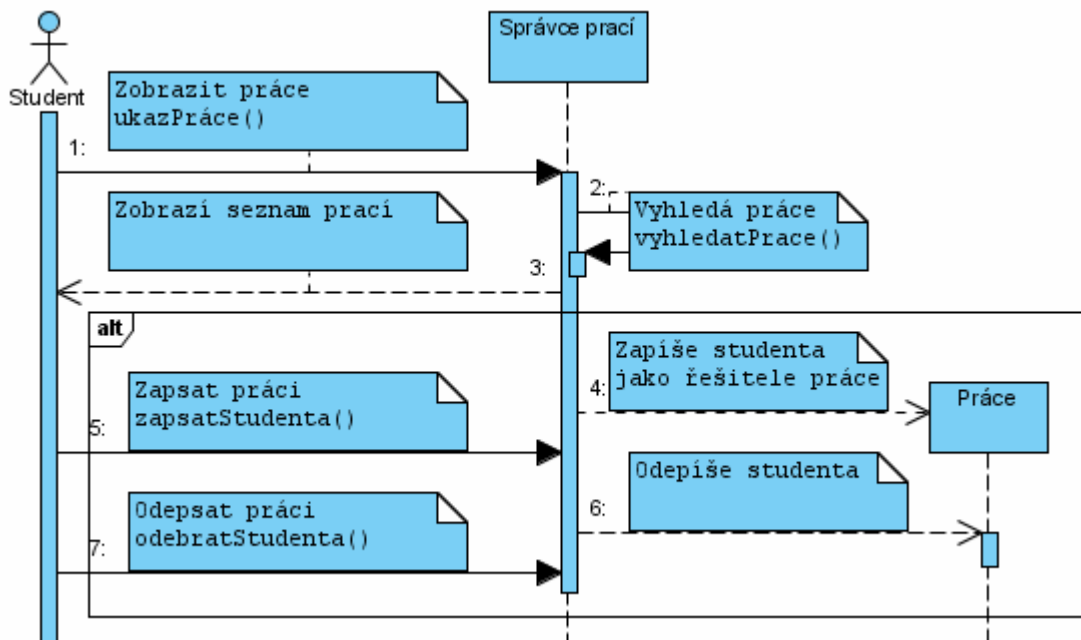 Správce prací
Student
Zobrazit práce
ukazPráce()
1:
2:
Zobrazí seznam prací
Vyhledá práce
vyhledatPrace()
3:
alt
Zapíše studenta
jako řešitele práce
4:
Práce
Zapsat práci
zapsatStudenta()
5:
Odepíše studenta
6:
Odepsat práci
odebratStudenta()
7: